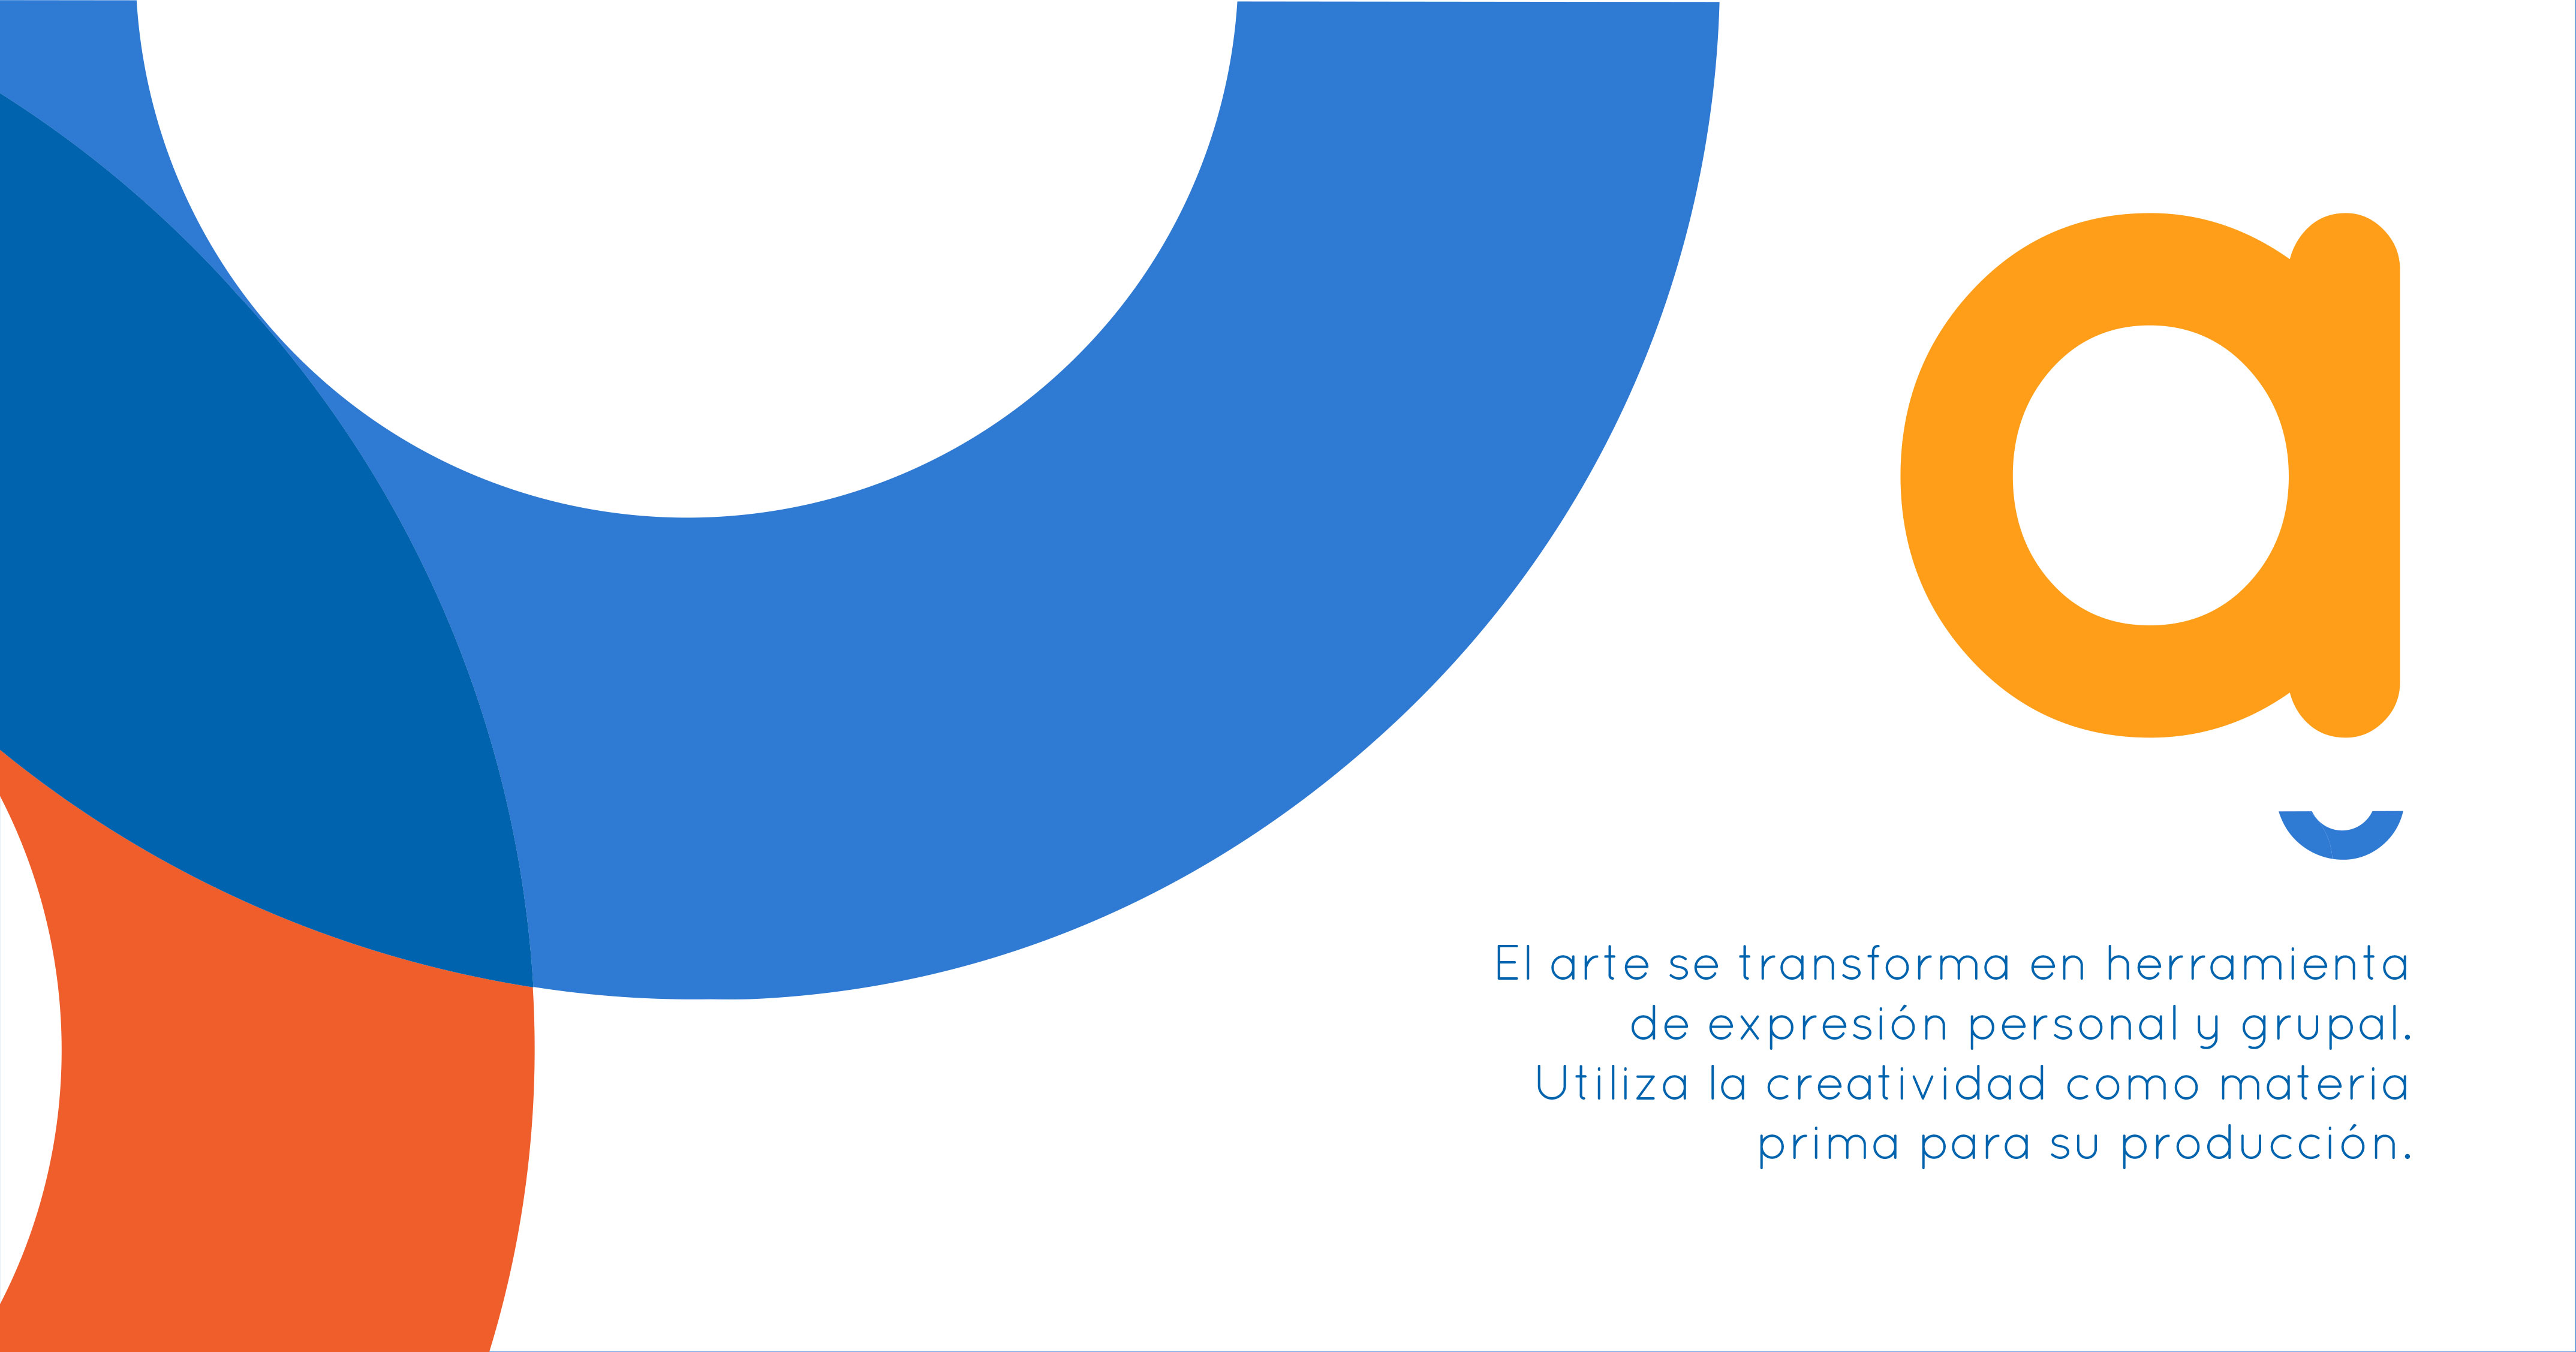 a
El arte se transforma en herramienta
de expresión personal y grupal.
Utiliza la creatividad como materia
prima para su producción.